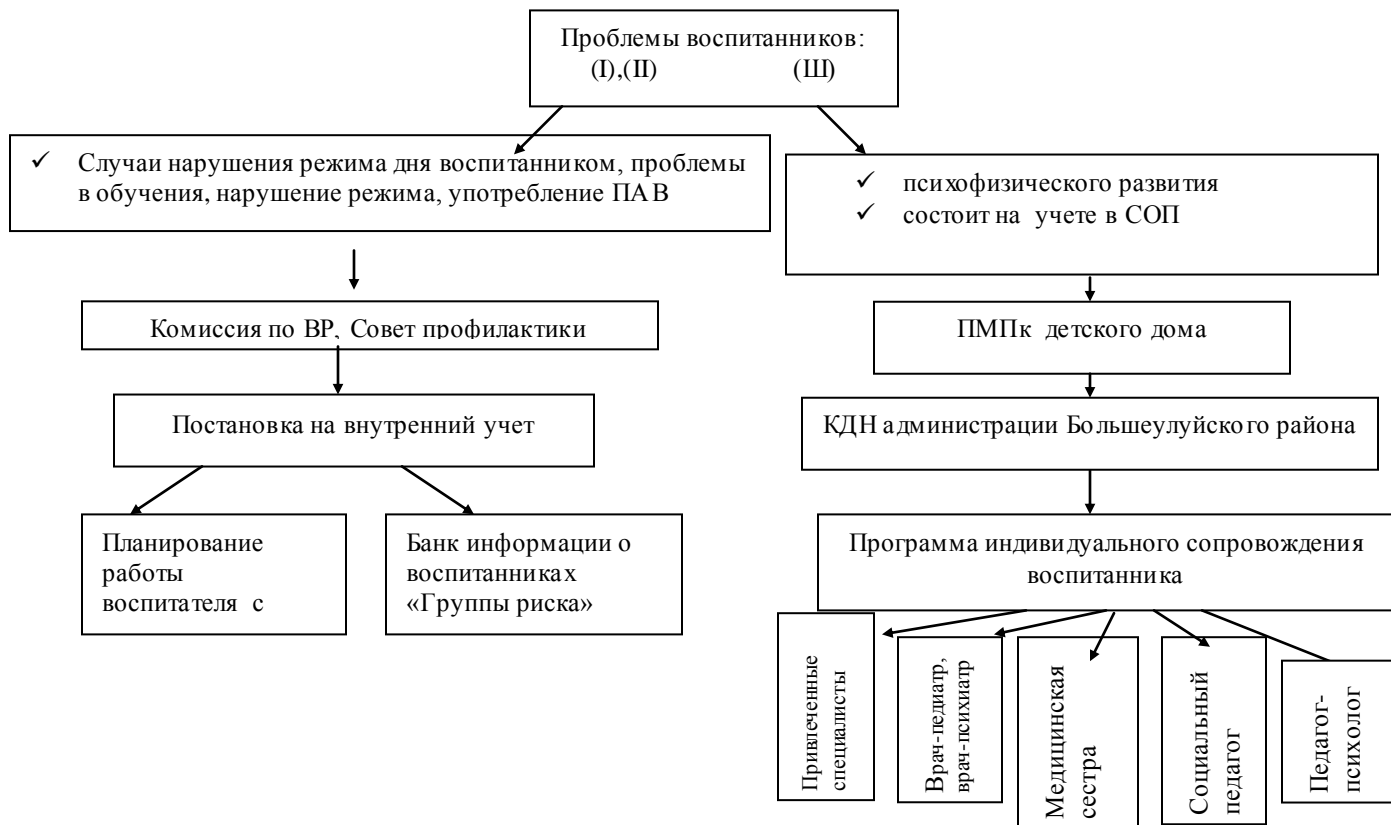 Проблемы воспитанников:
(I),(II) (III)
✓ Случаи нарушения режима дня воспитанником, проблемы
в обучения, нарушение режима, употребление ПАВ
✓ психофизического развития
✓ состоит на учете в СОП
Комиссия по ВР, Совет профилактики
ПМПк детского дома
Постановка на внутренний учет
КДН администрации Большеулуйского района
Планирование
работы
воспитателя с
Банк информации о
воспитанниках
«Группы риска»
Программа индивидуального сопровождения
воспитанника
Привлеченные
специалисты
Врач-педиатр,
врач-психиатр
Медицинская
сестра
Социальный
педагог
Педагог-
психолог